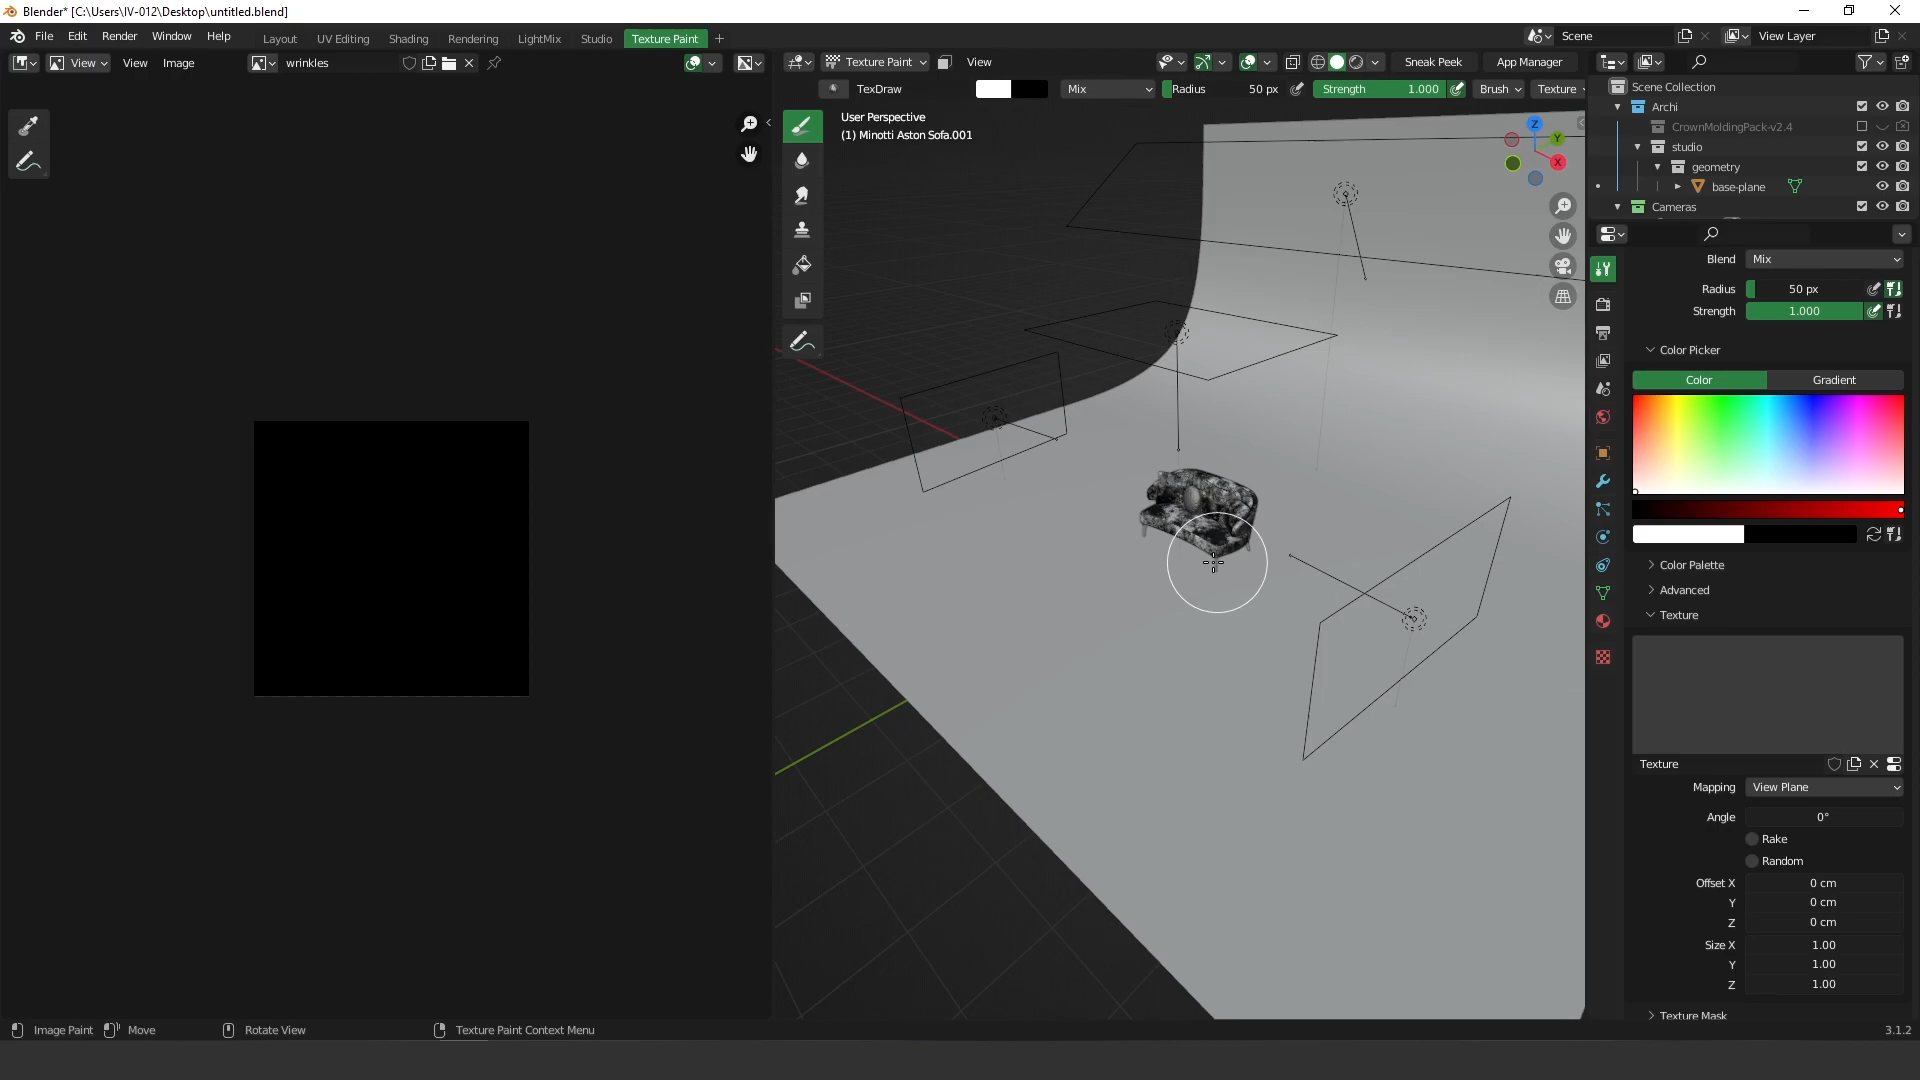 Blender* [C:\Users\IV-012\Desktop\untitled.blend]
File Edit Render Window Help Layout UV Editing Shading Rendering LightMix Studio Texture Paint + Scene View Layer
View View Image wrinkles Texture Paint View Sneak Peek App Manager
TexDraw Mix Radius 50 px Strength 1.000 Brush Texture
User Perspective
(1) Minotti Aston Sofa.001
Z
Y
X
Scene Collection
Archi
CrownMoldingPack-v2.4
studio
geometry
base-plane
Cameras
Blend Mix
Radius 50 px
Strength 1.000
Color Picker
Color Gradient
Color Palette
Advanced
Texture
Texture
Mapping View Plane
Angle 0°
Rake
Random
Offset X 0 cm
Y 0 cm
Z 0 cm
Size X 1.00
Y 1.00
Z 1.00
Texture Mask
Image Paint Move Rotate View Texture Paint Context Menu 3.1.2